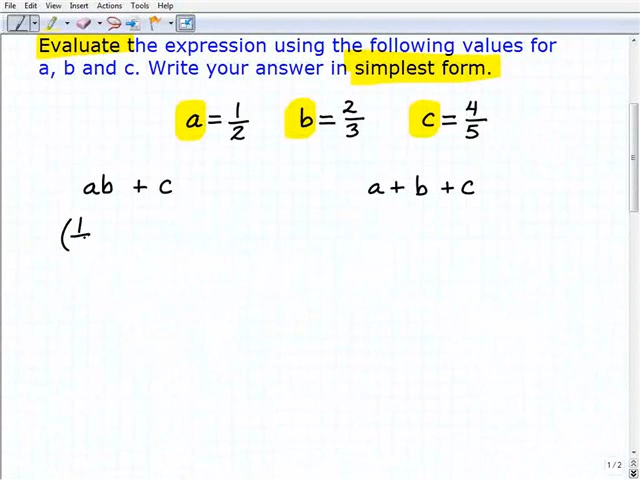 File Edit View Insert Actions Tools Help
Evaluate the expression using the following values for
a, b and c. Write your answer in simplest form.
a = 1/2 b = 2/3 c = 4/5
ab + c a + b + c
(1/
1/2